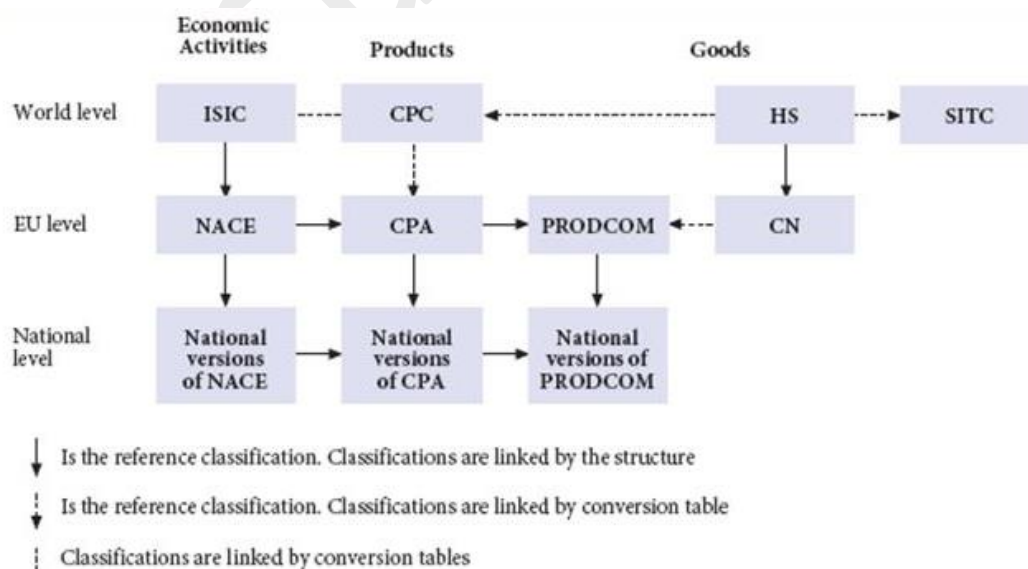 Economic
Activities
Products
Goods
World level
ISIC
CPC
HS
SITC
EU level
NACE
CPA
PRODCOM
CN
National
level
National
versions
of NACE
National
versions
of CPA
National
versions of
PRODCOM
Is the reference classification. Classifications are linked by the structure
Is the reference classification. Classifications are linked by conversion table
Classifications are linked by conversion tables